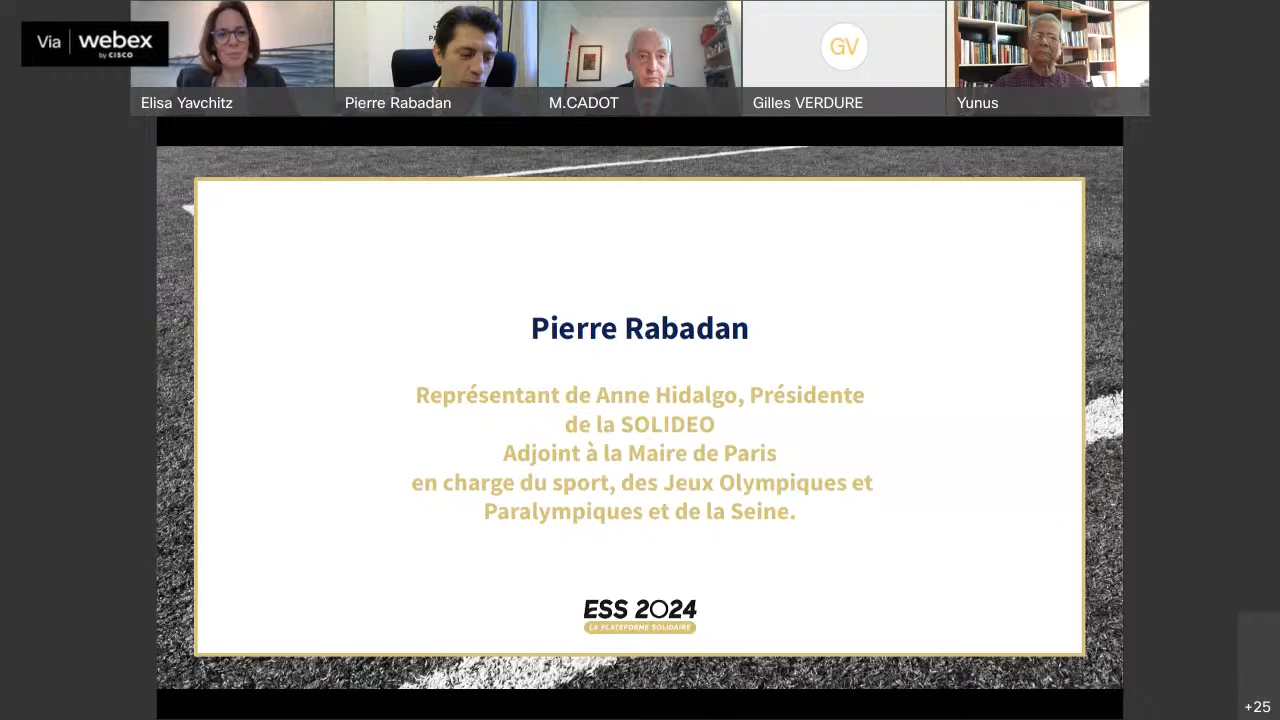 Via webex
by CISCO
PA
GV
Elisa Yavchitz
Pierre Rabadan
M.CADOT
Gilles VERDURE
Yunus
Pierre Rabadan
Représentant de Anne Hidalgo, Présidente
de la SOLIDEO
Adjoint à la Maire de Paris
en charge du sport, des Jeux Olympiques et
Paralympiques et de la Seine.
ESS 2024
LA PLATEFORME SOLIDAIRE
+25